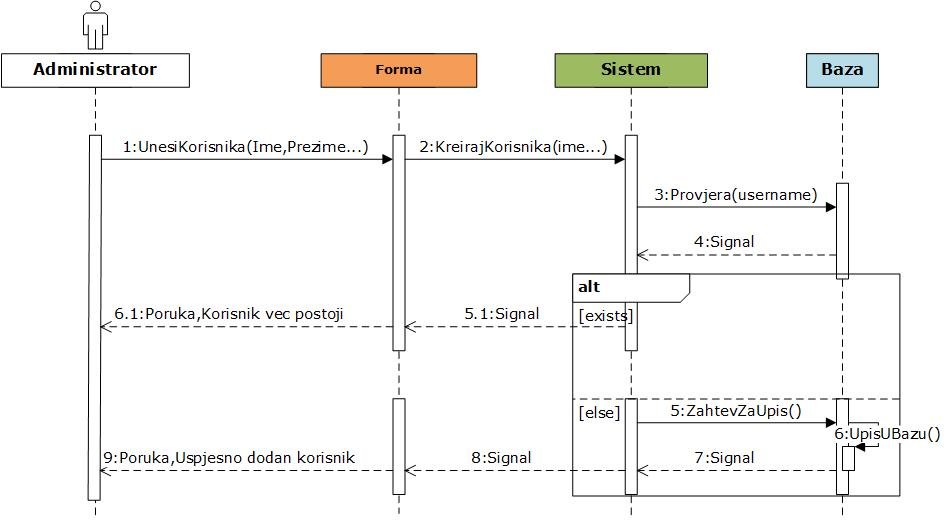 Administrator
Forma
Sistem
Baza
1:UnesiKorisnika(Ime,Prezime...)
2:KreirajKorisnika(ime...)
3:Provjera(username)
4:Signal
alt
6.1:Poruka,Korisnik vec postoji
5.1:Signal
[exists]
[else]
5:ZahtevZaUpis()
6:UpisUBazu()
9:Poruka,Uspjesno dodan korisnik
8:Signal
7:Signal